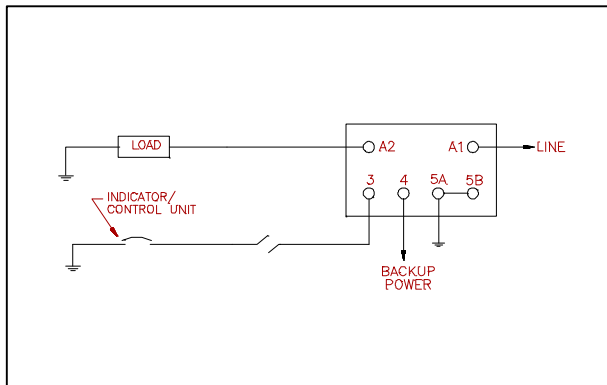 LOAD
A2
A1
LINE
3
4
5A
5B
INDICATOR/
CONTROL UNIT
BACKUP
POWER